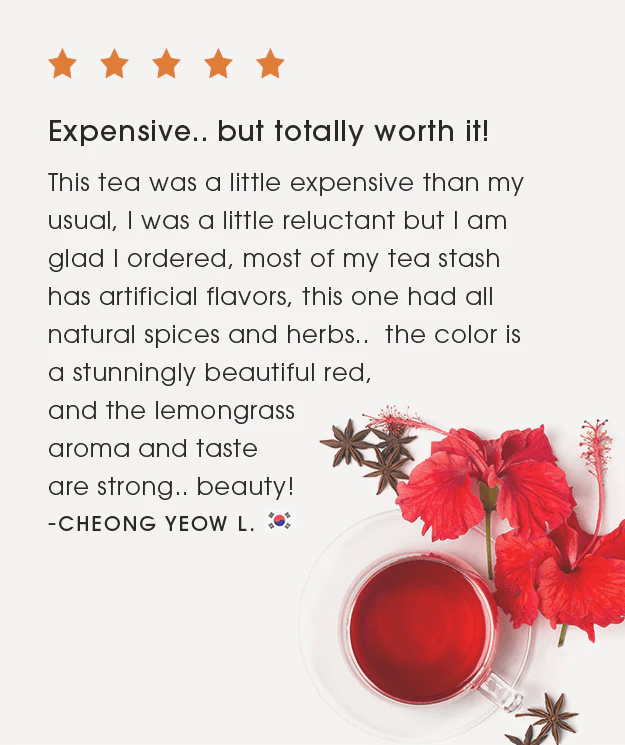 Expensive.. but totally worth it!
This tea was a little expensive than my
usual, I was a little reluctant but I am
glad I ordered, most of my tea stash
has artificial flavors, this one had all
natural spices and herbs..  the color is
a stunningly beautiful red,
and the lemongrass
aroma and taste
are strong.. beauty!
-CHEONG YEOW L. 🇰🇷